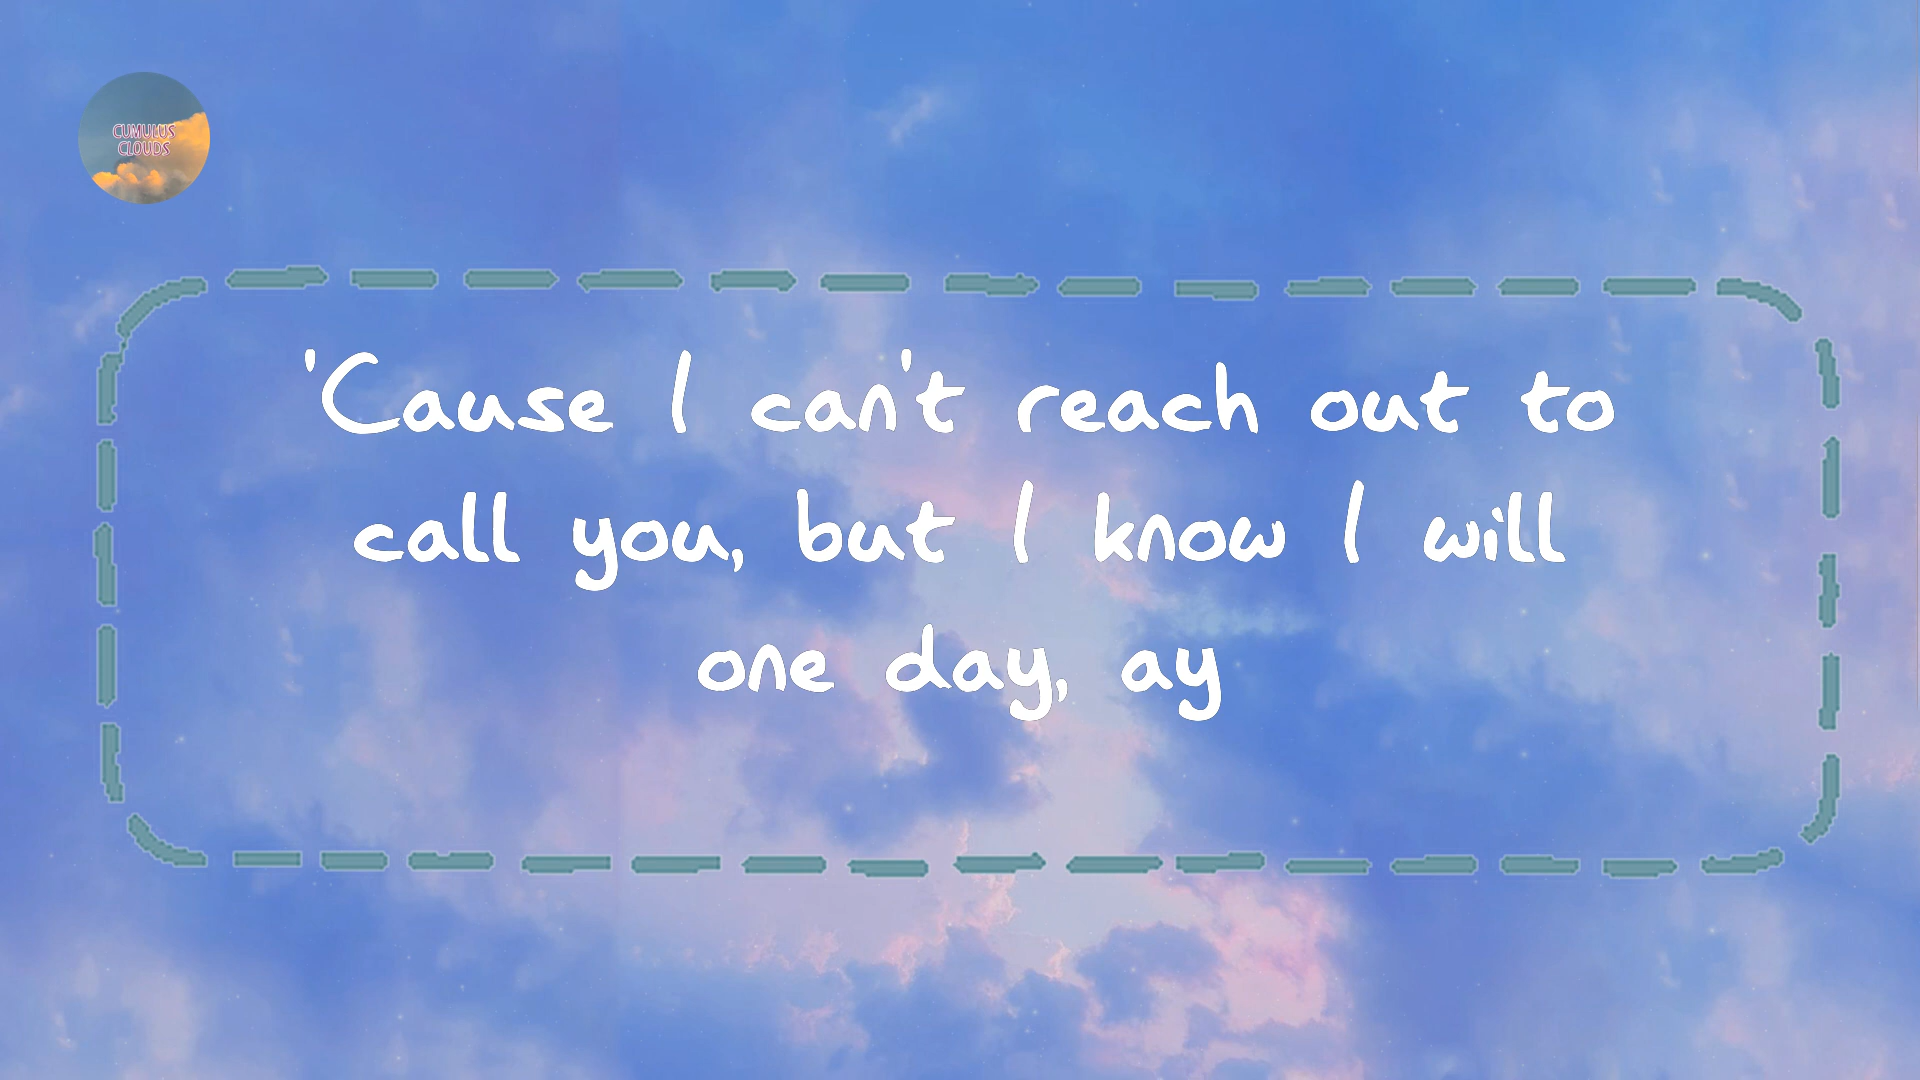 CUMULUS
CLOUDS
'Cause I can't reach out to
call you, but I know I will
one day, ay